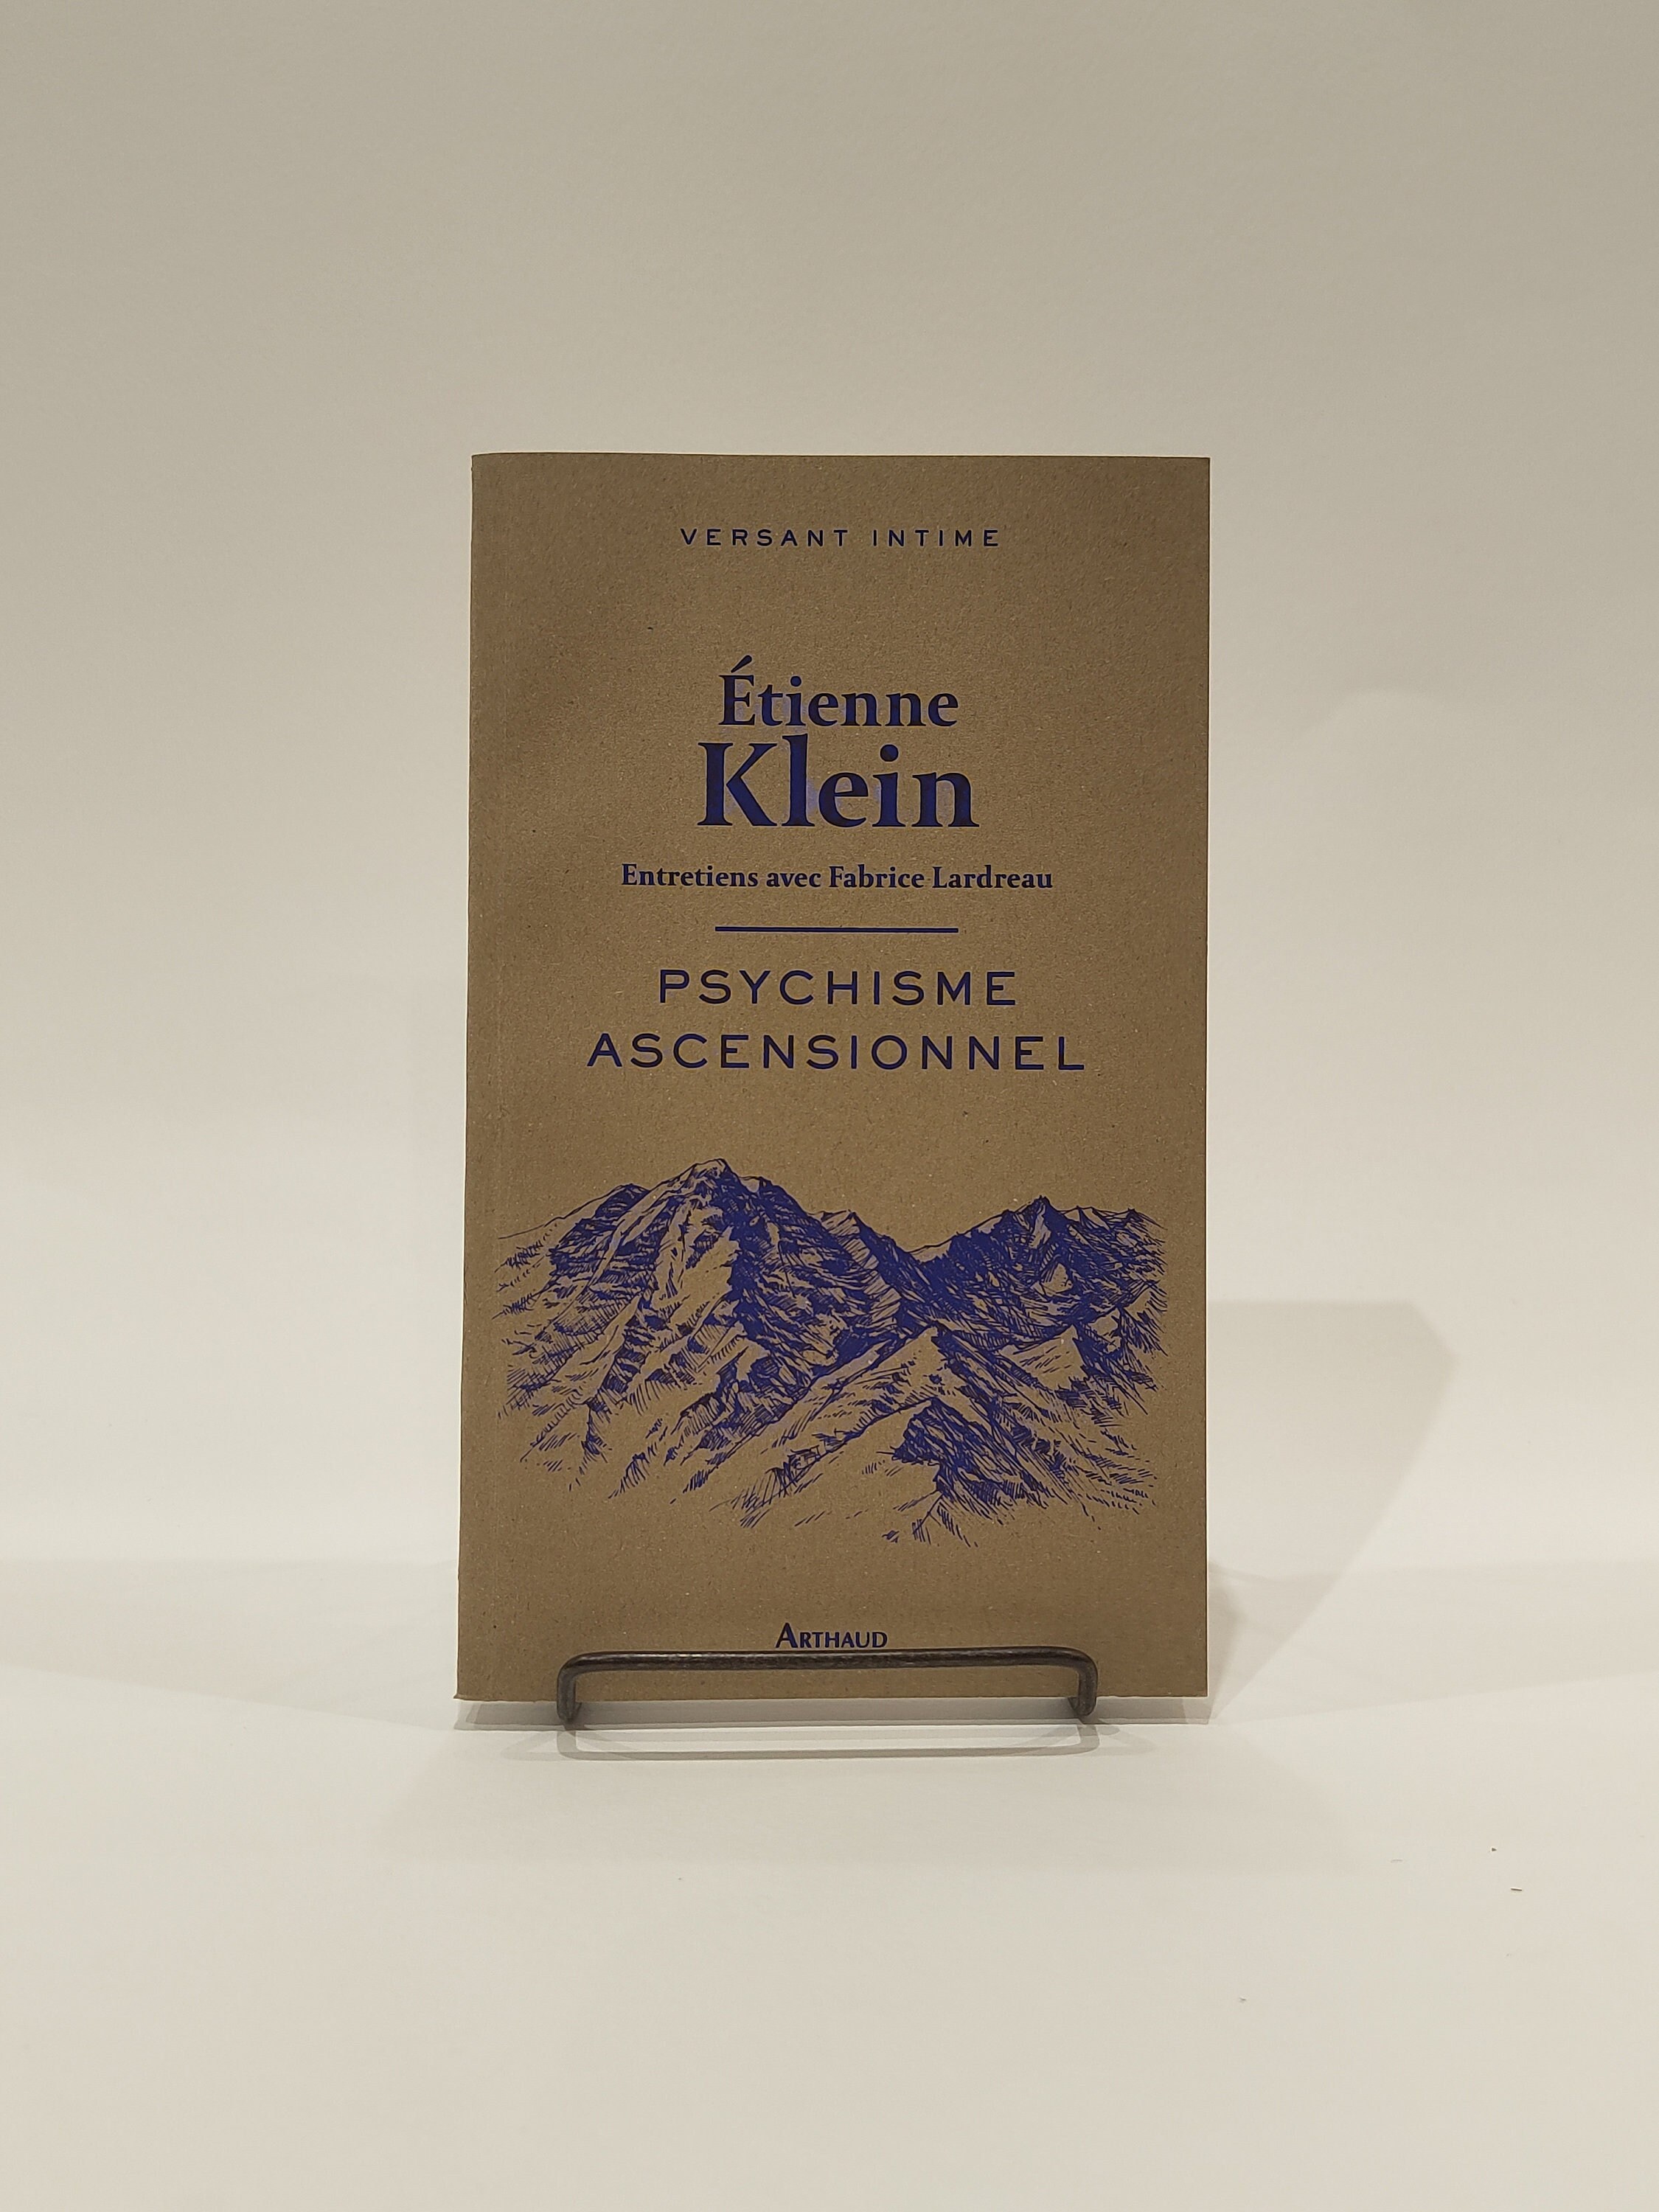 VERSANT INTIME
Étienne
Klein
Entretiens avec Fabrice Lardreau
PSYCHISME
ASCENSIONNEL
ARTHAUD